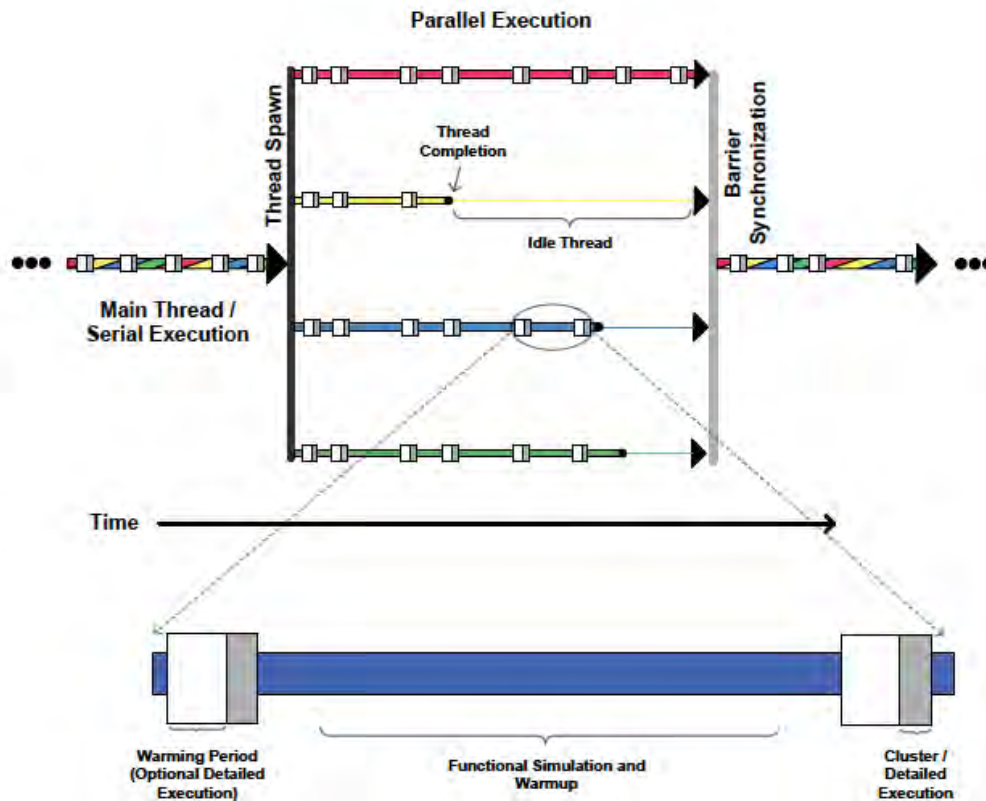 Parallel Execution
Thread Spawn
Thread
Completion
Barrier
Synchronization
Idle Thread
Main Thread /
Serial Execution
Time
Warming Period
(Optional Detailed
Execution)
Functional Simulation and
Warmup
Cluster /
Detailed
Execution